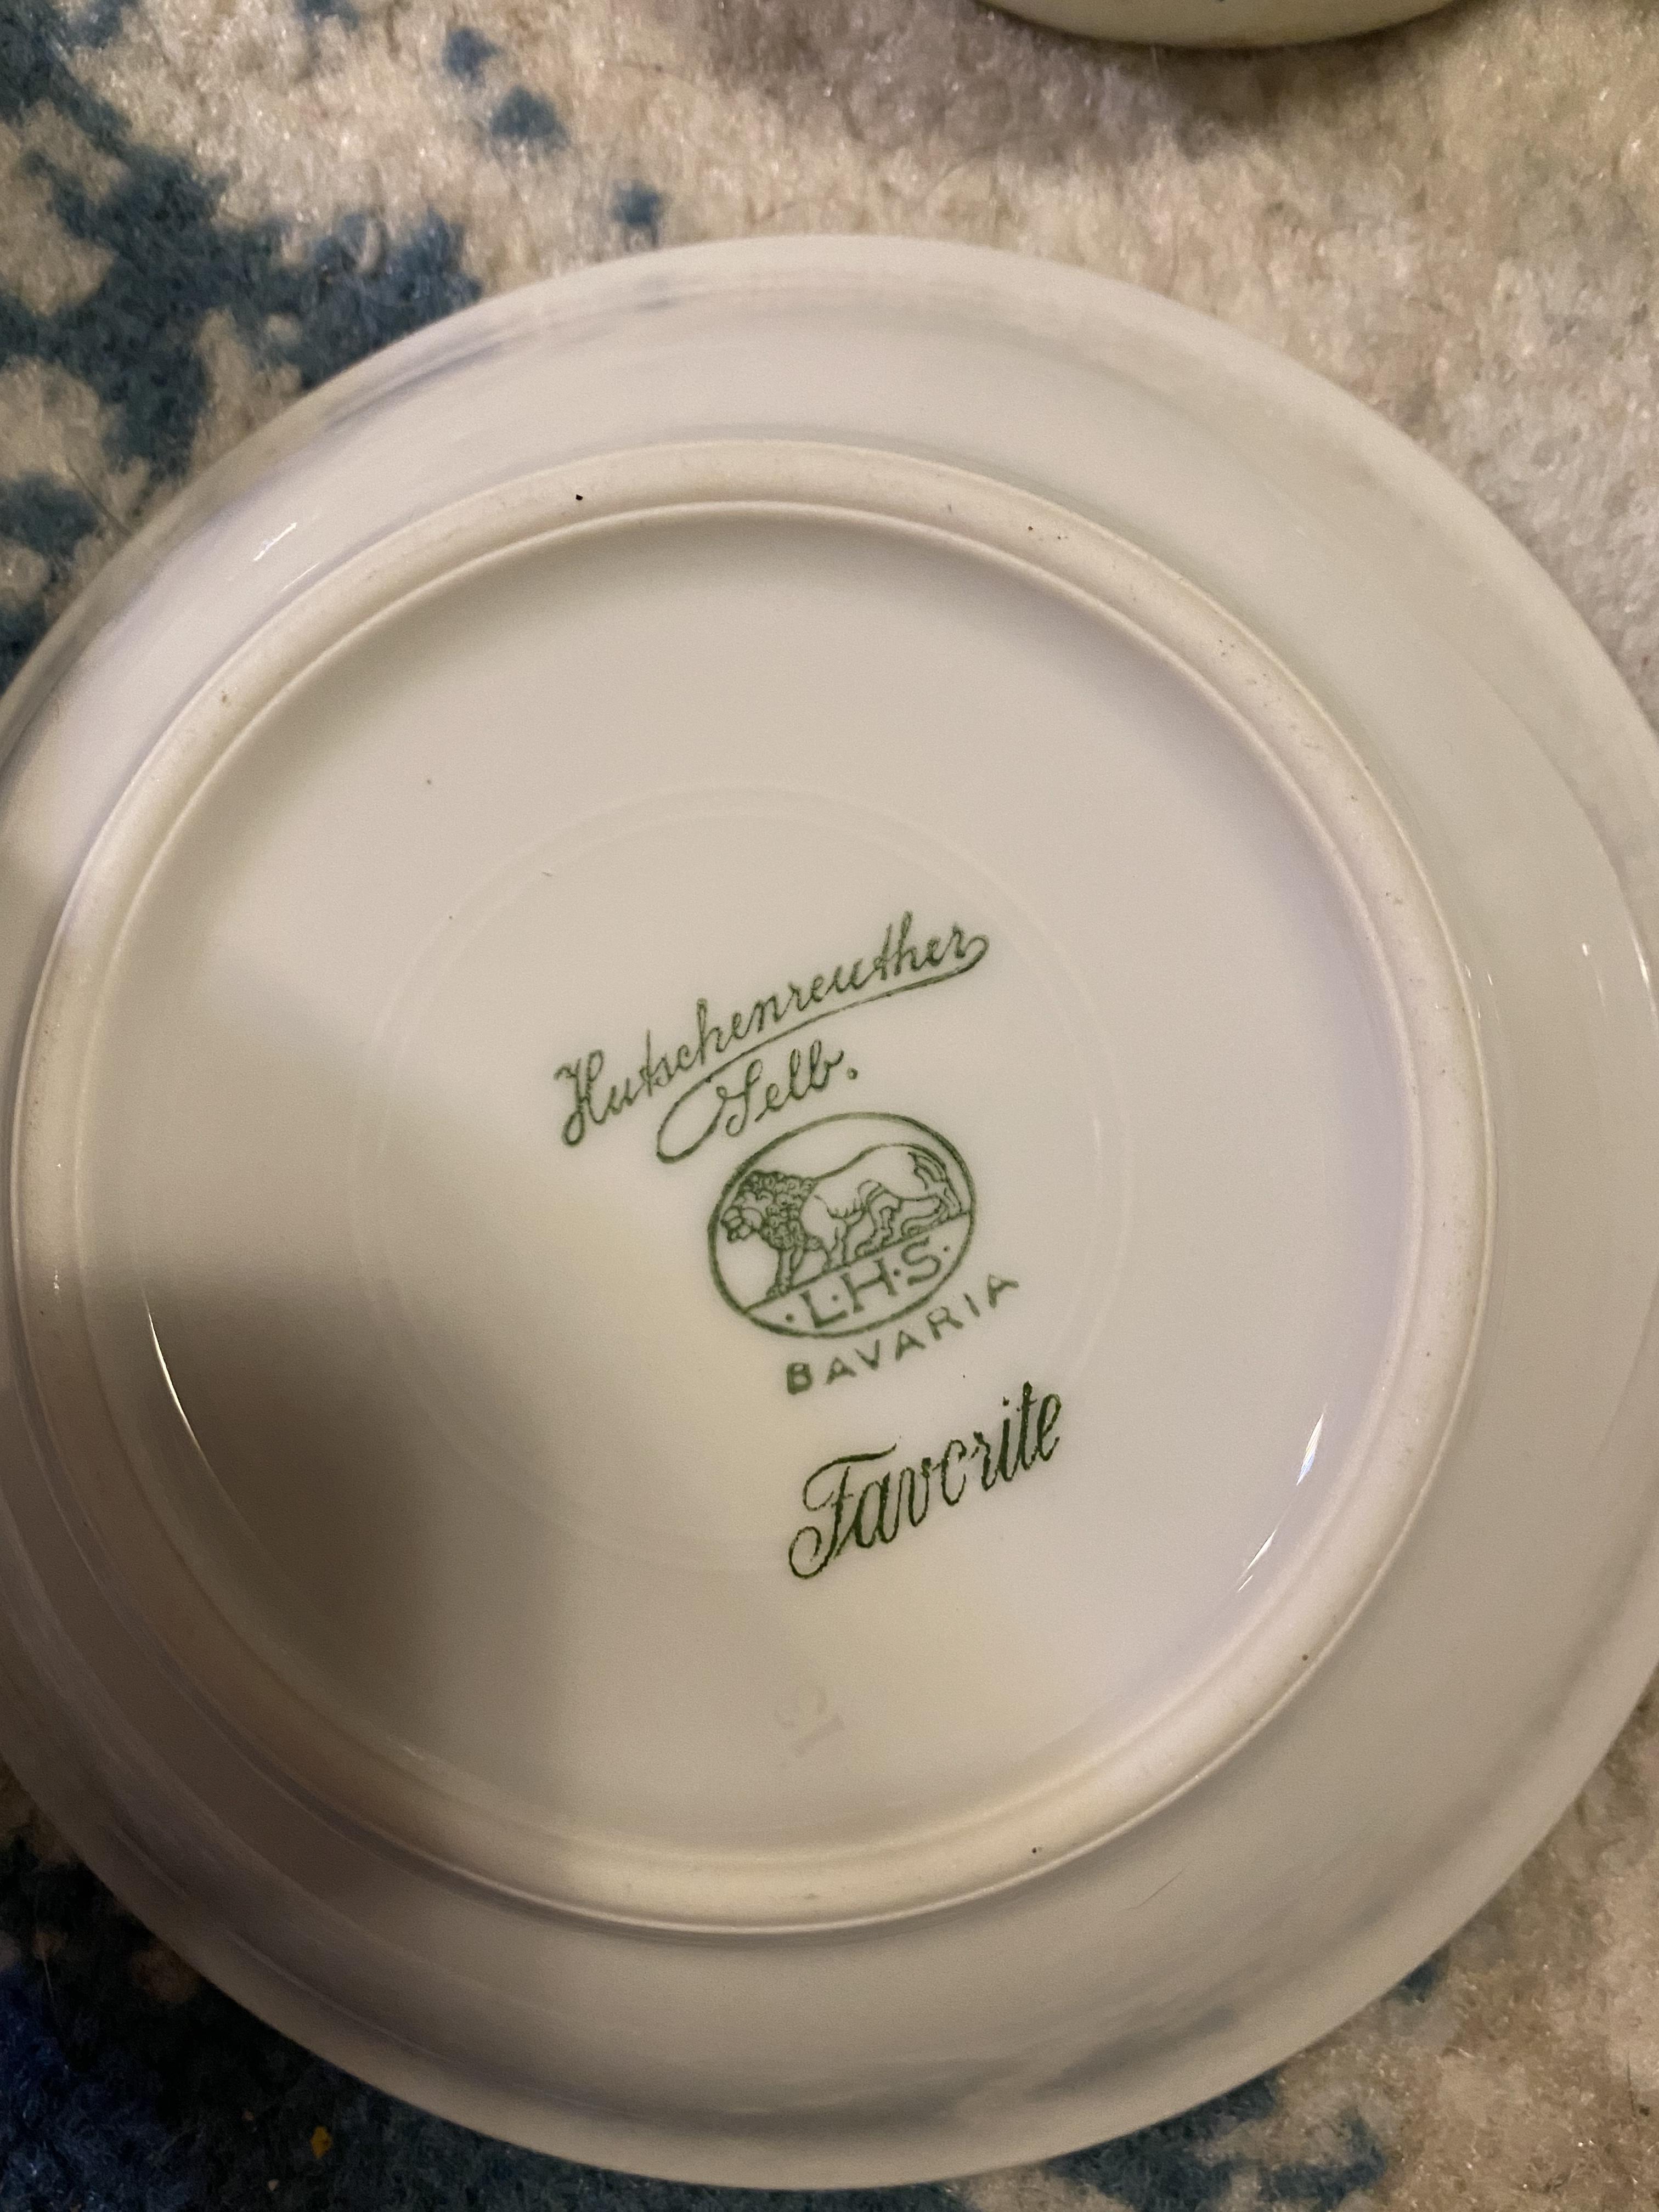 Hutschenreuther
Selb.
·L·H·S·
BAVARIA
Favorite